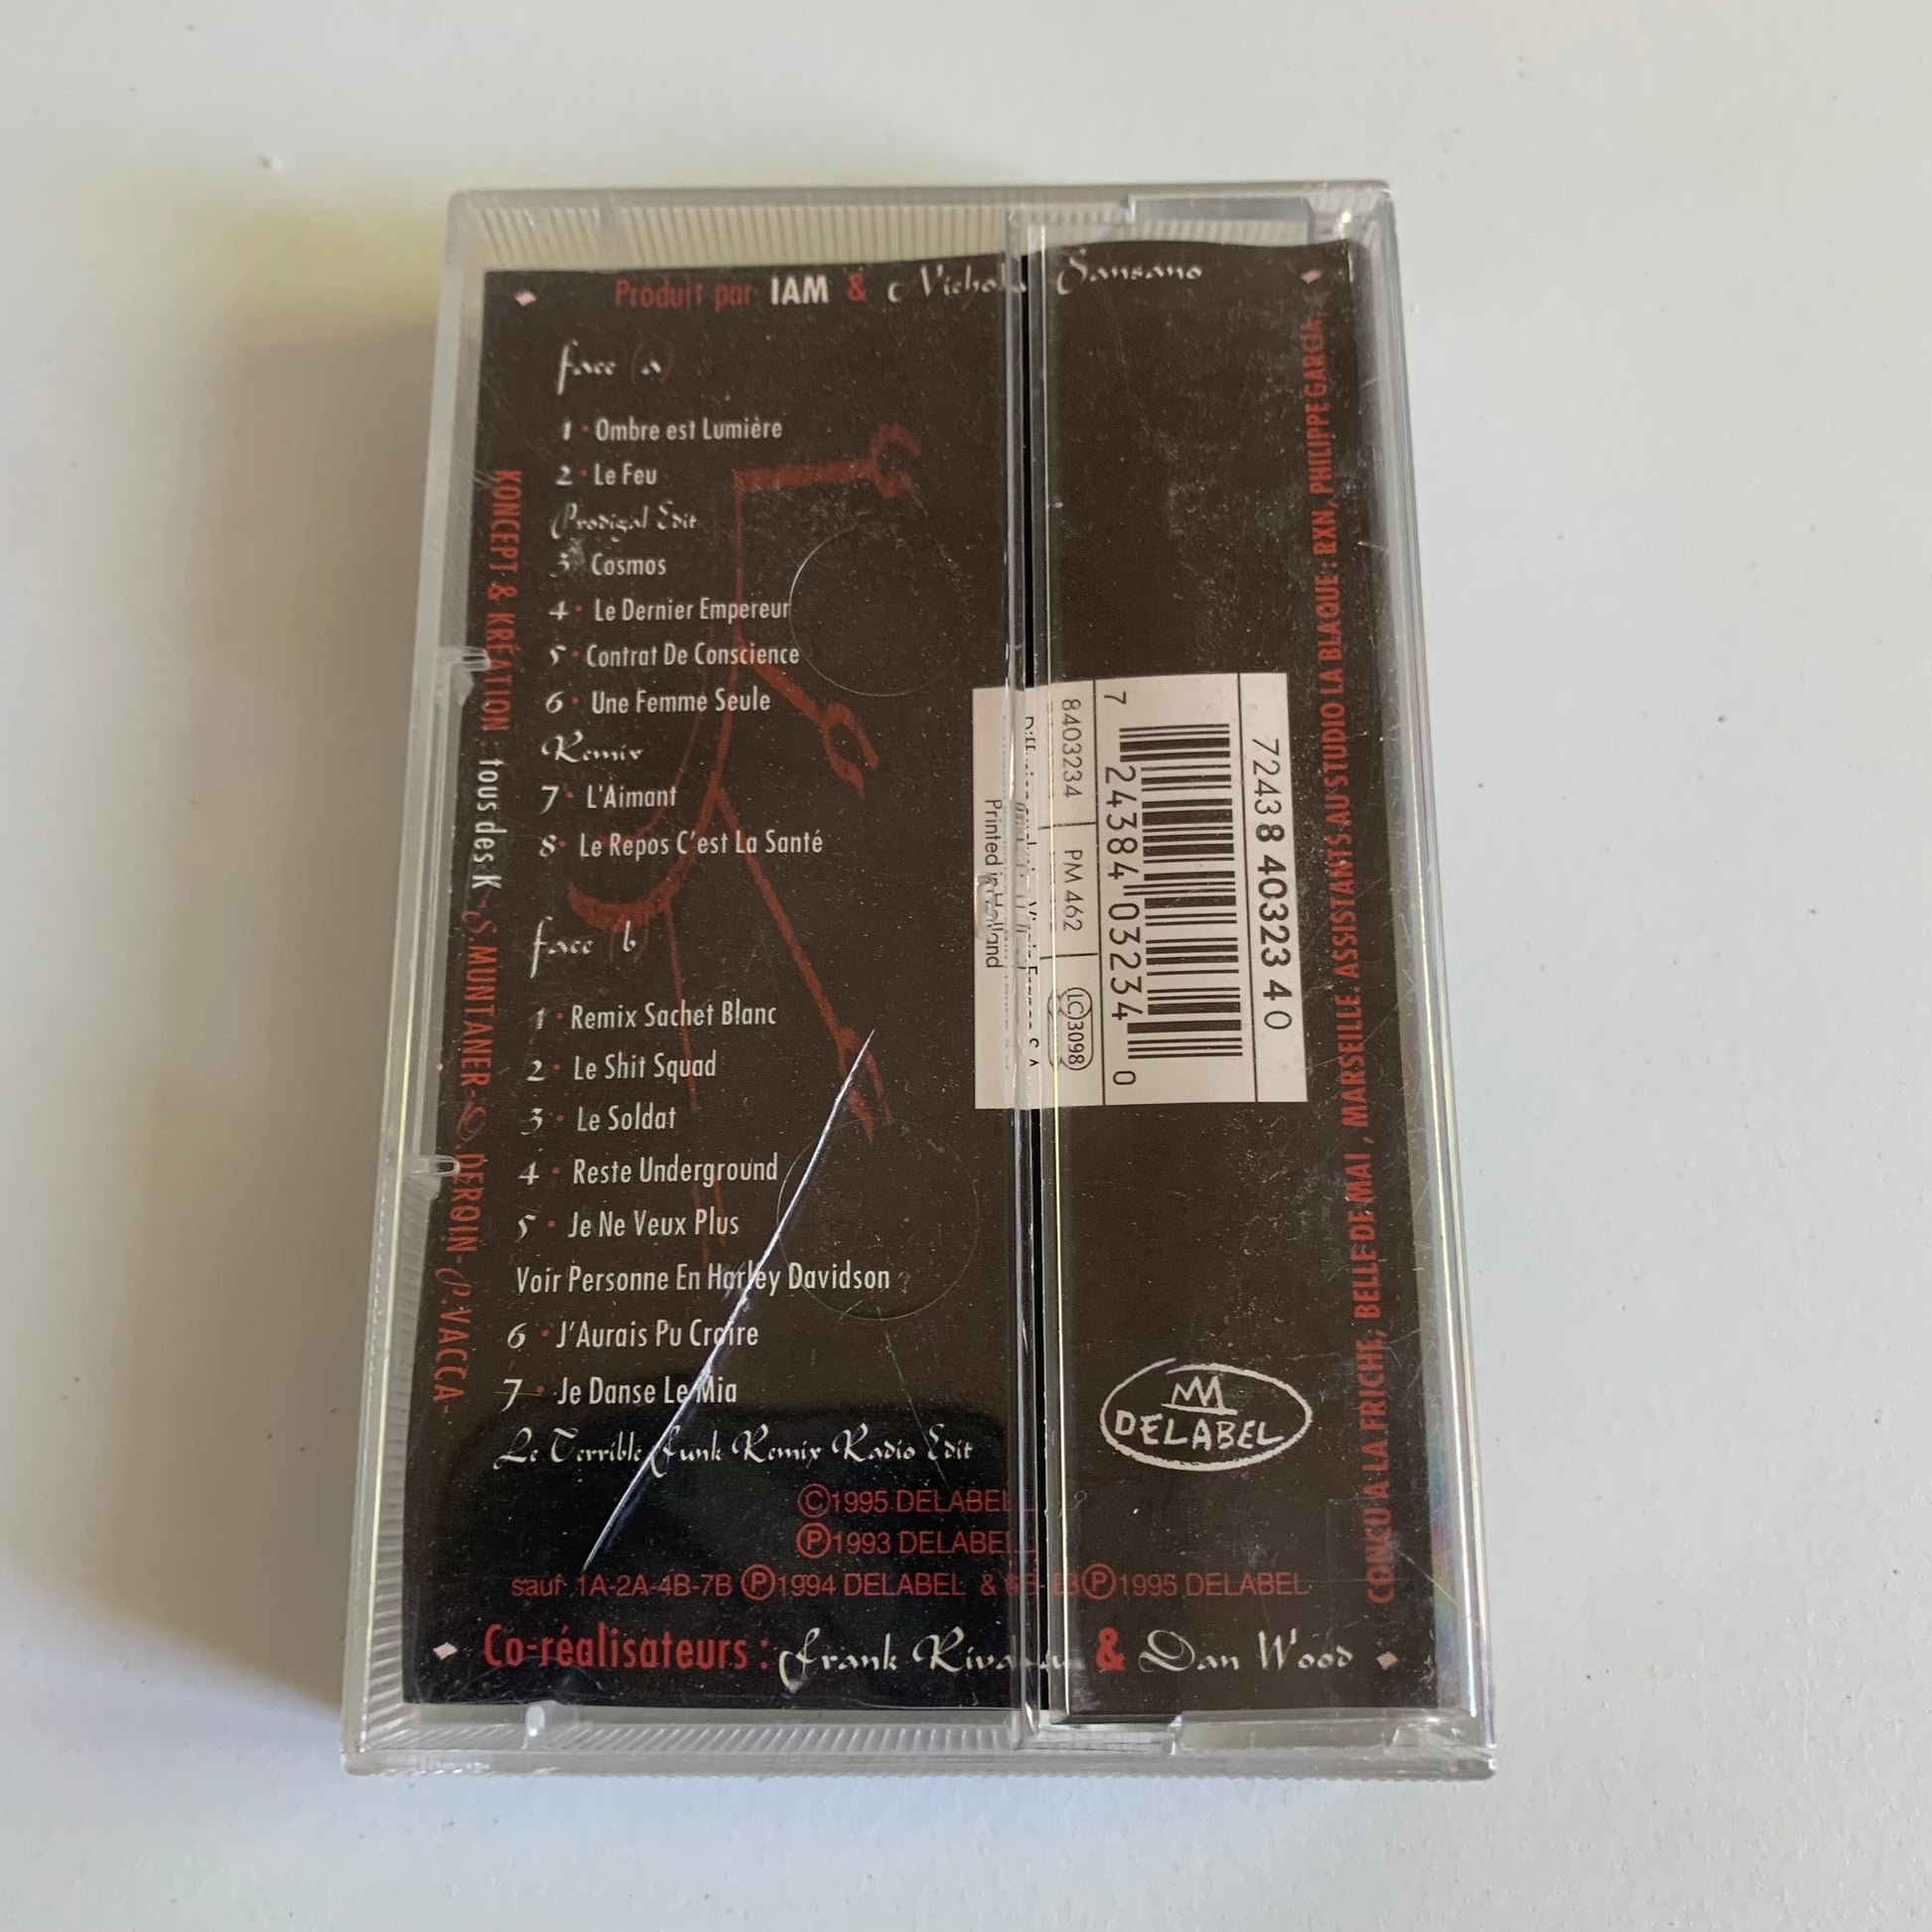 Produit par IAM & Nicholas Sansano
face (a)
1 · Ombre est Lumière
2 · Le Feu
Prodigal Edit
3 · Cosmos
4 · Le Dernier Empereur
5 · Contrat De Conscience
6 · Une Femme Seule
Remix
7 · L'Aimant
8 · Le Repos C'est La Santé
face (b)
1 · Remix Sachet Blanc
2 · Le Shit Squad
3 · Le Soldat
4 · Reste Underground
5 · Je Ne Veux Plus
Voir Personne En Harley Davidson
6 · J'Aurais Pu Croire
7 · Je Danse Le Mia
Le Terrible Funk Remix Radio Edit
©1995 DELABEL
℗1993 DELABEL
sauf 1A-2A-4B-7B ℗1994 DELABEL & ℗1995 DELABEL
Co-réalisateurs : Frank & Dan Wood
KONCEPT & KRÉATION : tous des K - S.MUNTANER - D.DEROIN - P.VACCA -
7243 8 40323 4 0
7 24384 03234 0
8403234 PM 462 LC 3098
Virgin France S.A
Printed in Holland
DELABEL
CONÇU A LA FRICHE, BELLE DE MAI, MARSEILLE. ASSISTANTS AU STUDIO LA BLAQUE : RXN, PHILIPPE GARCIA.